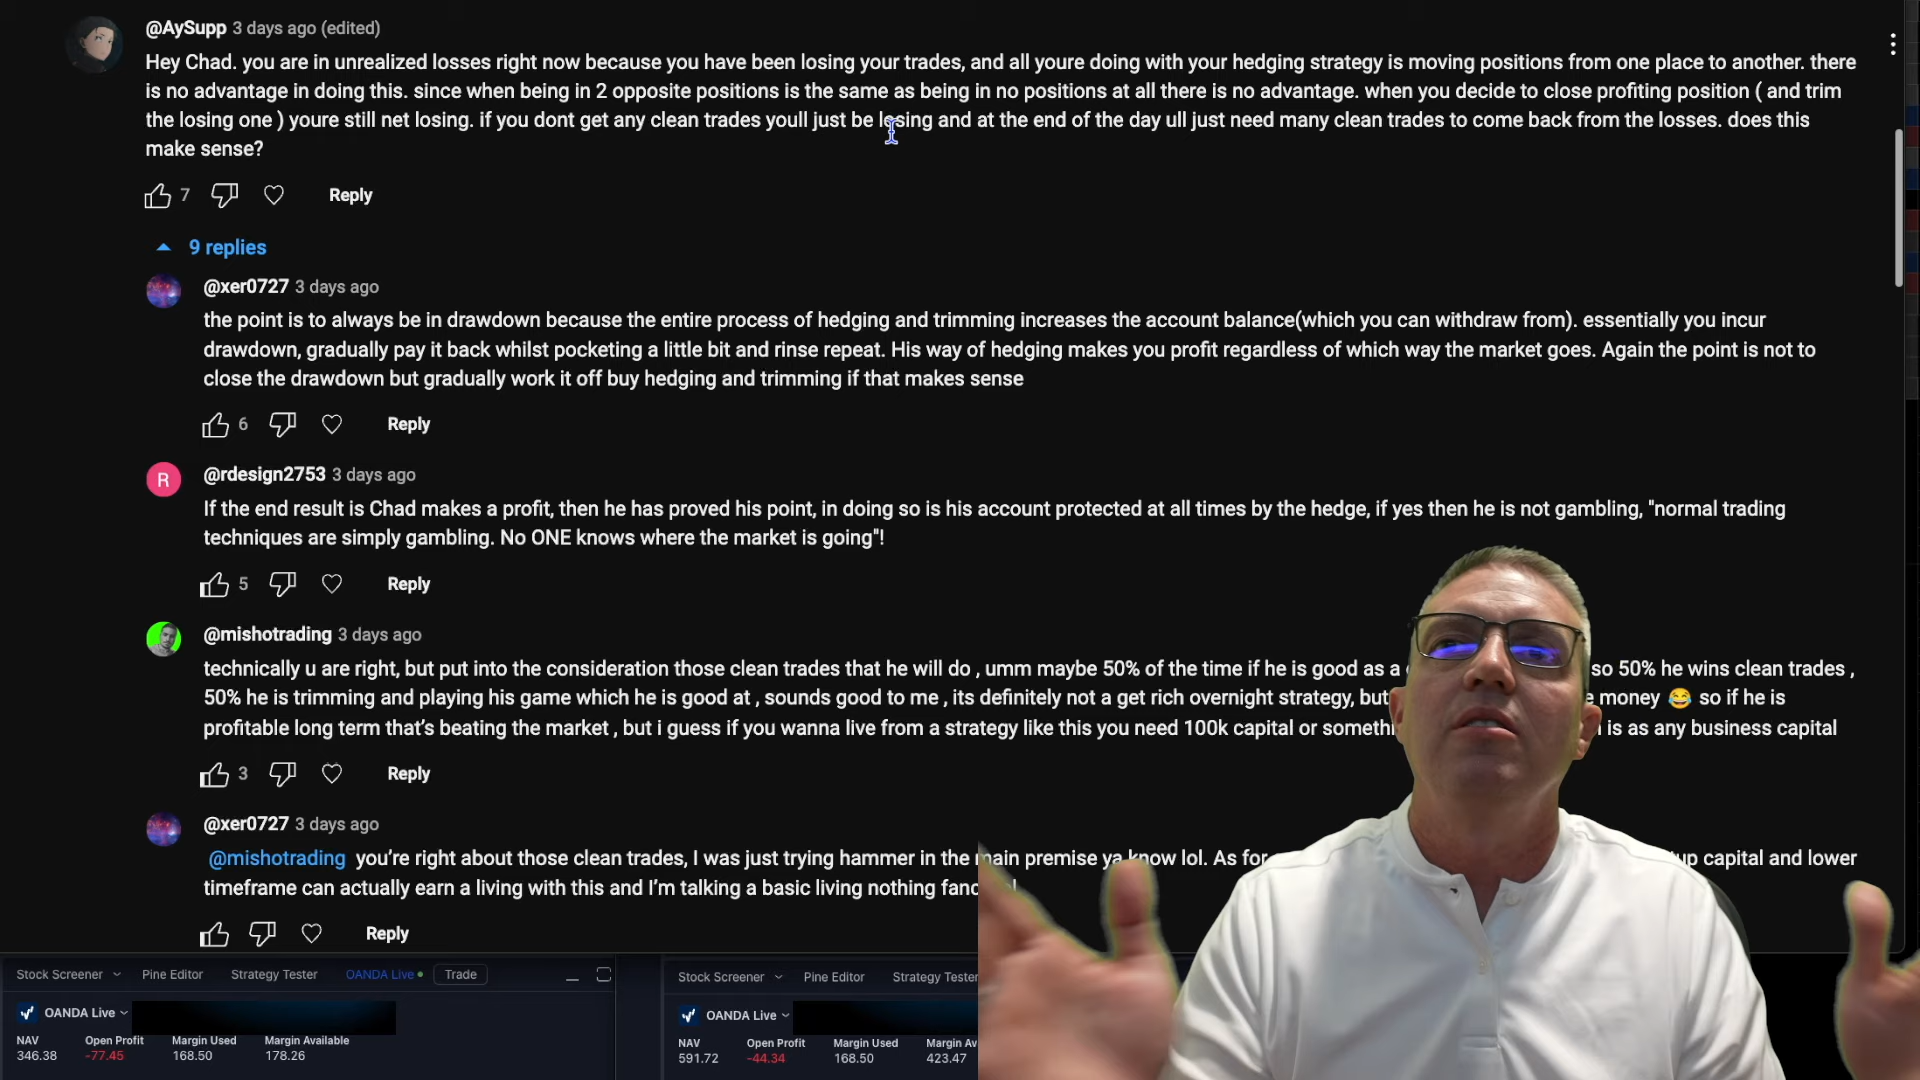 @AySupp 3 days ago (edited)
Hey Chad. you are in unrealized losses right now because you have been losing your trades, and all youre doing with your hedging strategy is moving positions from one place to another. there
is no advantage in doing this. since when being in 2 opposite positions is the same as being in no positions at all there is no advantage. when you decide to close profiting position ( and trim
the losing one ) youre still net losing. if you dont get any clean trades youll just be losing and at the end of the day ull just need many clean trades to come back from the losses. does this
make sense?
7 Reply
9 replies
@xer0727 3 days ago
the point is to always be in drawdown because the entire process of hedging and trimming increases the account balance(which you can withdraw from). essentially you incur
drawdown, gradually pay it back whilst pocketing a little bit and rinse repeat. His way of hedging makes you profit regardless of which way the market goes. Again the point is not to
close the drawdown but gradually work it off buy hedging and trimming if that makes sense
6 Reply
R
@rdesign2753 3 days ago
If the end result is Chad makes a profit, then he has proved his point, in doing so is his account protected at all times by the hedge, if yes then he is not gambling, "normal trading
techniques are simply gambling. No ONE knows where the market is going"!
5 Reply
@mishotrading 3 days ago
technically u are right, but put into the consideration those clean trades that he will do , umm maybe 50% of the time if he is good as a so 50% he wins clean trades ,
50% he is trimming and playing his game which he is good at , sounds good to me , its definitely not a get rich overnight strategy, but money 😂 so if he is
profitable long term that's beating the market , but i guess if you wanna live from a strategy like this you need 100k capital or is as any business capital
3 Reply
@xer0727 3 days ago
@mishotrading you're right about those clean trades, I was just trying hammer in the main premise ya know lol. As for capital and lower
timeframe can actually earn a living with this and I'm talking a basic living nothing
Reply
Stock Screener Pine Editor Strategy Tester OANDA Live Trade
OANDA Live
NAV Open Profit Margin Used Margin Available
346.38 -77.45 168.50 178.26
Stock Screener Pine Editor Strategy Tester
OANDA Live
NAV Open Profit Margin Used Margin
591.72 -44.34 168.50 423.47